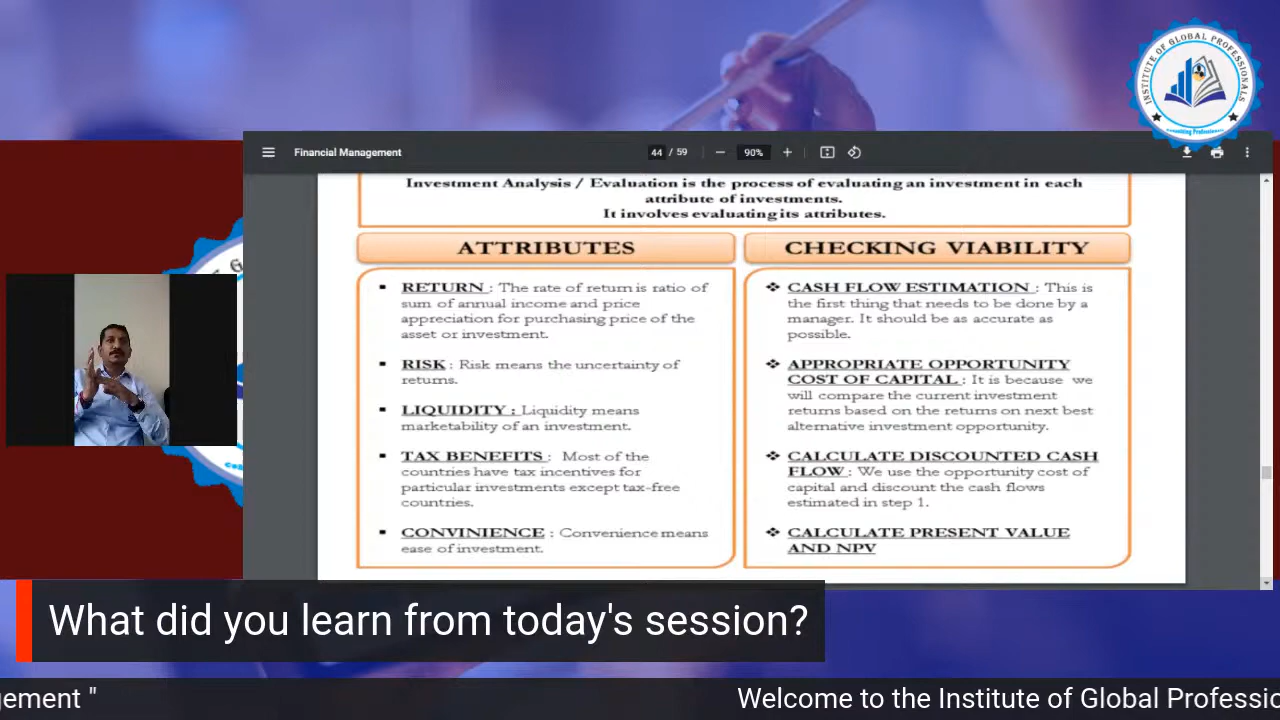 INSTITUTE OF GLOBAL PROFESSIONALS
Financial Management
44 / 59
90%
Investment Analysis / Evaluation is the process of evaluating an investment in each
attribute of investments.
It involves evaluating its attributes.
ATTRIBUTES
RETURN : The rate of return is ratio of
sum of annual income and price
appreciation for purchasing price of the
asset or investment.
RISK : Risk means the uncertainty of
returns.
LIQUIDITY : Liquidity means
marketability of an investment.
TAX BENEFITS : Most of the
countries have tax incentives for
particular investments except tax-free
countries.
CONVINIENCE : Convenience means
ease of investment.
CHECKING VIABILITY
CASH FLOW ESTIMATION : This is
the first thing that needs to be done by a
manager. It should be as accurate as
possible.
APPROPRIATE OPPORTUNITY
COST OF CAPITAL : It is because we
will compare the current investment
returns based on the returns on next best
alternative investment opportunity.
CALCULATE DISCOUNTED CASH
FLOW : We use the opportunity cost of
capital and discount the cash flows
estimated in step 1.
CALCULATE PRESENT VALUE
AND NPV
What did you learn from today's session?
gement "
Welcome to the Institute of Global Professio